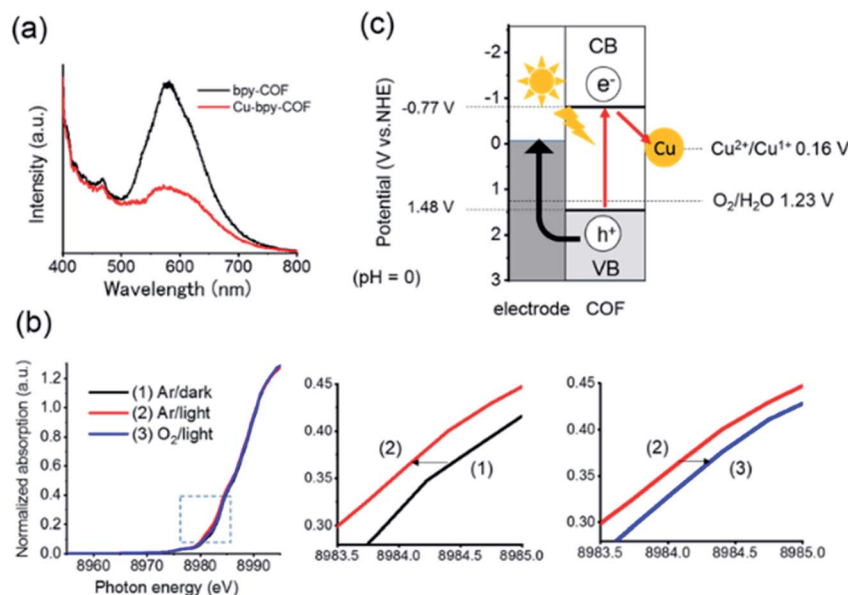 (a)
bpy-COF
Cu-bpy-COF
Intensity (a.u.)
400 500 600 700 800
Wavelength (nm)
(c)
Potential (V vs.NHE)
-2
-1
0
1
2
3
-0.77 V
1.48 V
(pH = 0)
CB
e-
Cu
Cu2+/Cu1+ 0.16 V
O2/H2O 1.23 V
h+
VB
electrode COF
(b)
Normalized absorption (a.u.)
1.2
1.0
0.8
0.6
0.4
0.2
0.0
(1) Ar/dark
(2) Ar/light
(3) O2/light
8960 8970 8980 8990
Photon energy (eV)
0.45
0.40
0.35
0.30
(2)
(1)
8983.5 8984.0 8984.5 8985.0
0.45
0.40
0.35
0.30
(2)
(3)
8983.5 8984.0 8984.5 8985.0